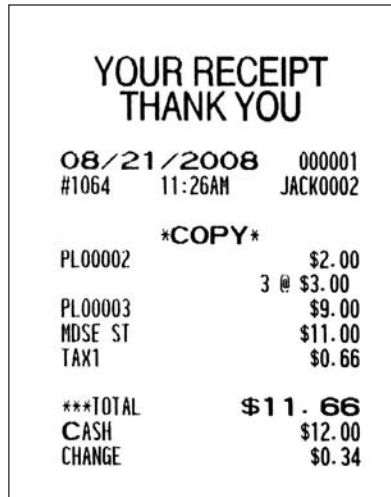 YOUR RECEIPT
THANK YOU
08/21/2008 000001
#1064 11:26AM JACK0002
*COPY*
PL00002 $2.00
3 @ $3.00
PL00003 $9.00
MDSE ST $11.00
TAX1 $0.66
***TOTAL $11.66
CASH $12.00
CHANGE $0.34